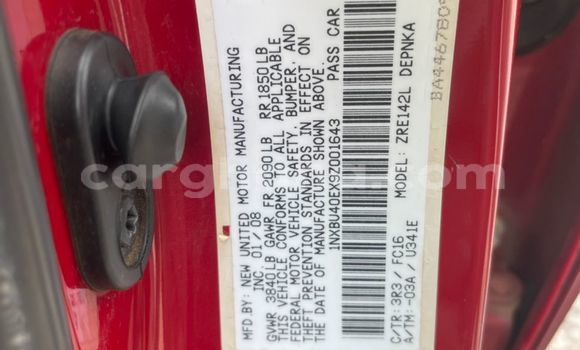 MFD. BY: NEW UNITED MOTOR MANUFACTURING
INC. 01/08
GVWR 3840LB GAWR FR 2090LB RR 1850LB
THIS VEHICLE CONFORMS TO ALL APPLICABLE
FEDERAL MOTOR VEHICLE SAFETY, BUMPER, AND
THEFT PREVENTION STANDARDS IN EFFECT ON
THE DATE OF MANUFACTURE SHOWN ABOVE.
1NXBU40EX9Z001643 PASS CAR
C/TR: 3R3 / FC16 MODEL: ZRE142L DEPNKA
A/TM: -03A / U341E
BA4467B09